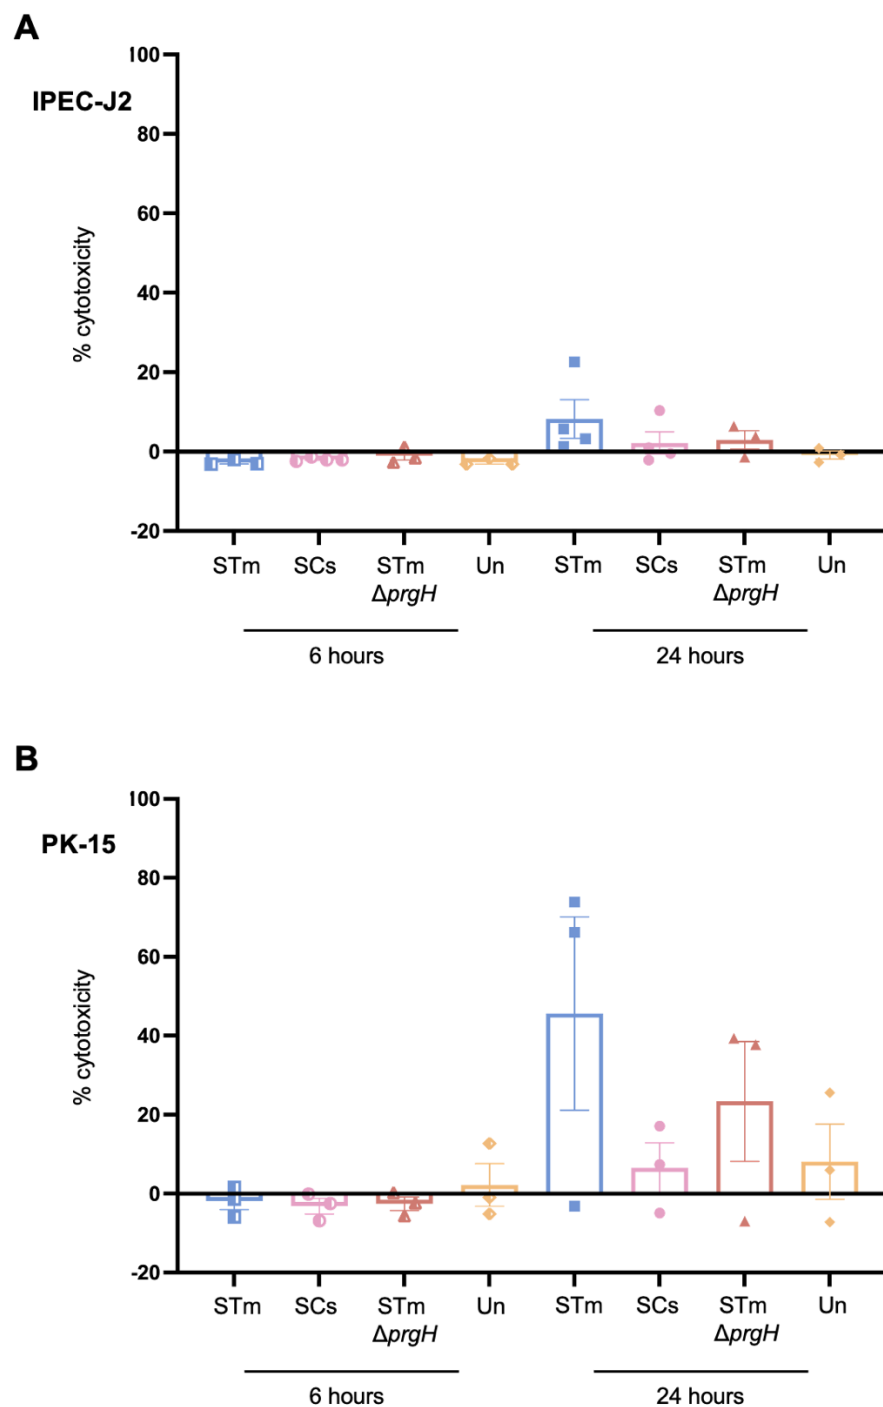 A
IPEC-J2
% cytotoxicity
100
80
60
40
20
0
-20
STm SCs STm Un STm SCs STm Un
ΔprgH ΔprgH
6 hours 24 hours
B
PK-15
% cytotoxicity
100
80
60
40
20
0
-20
STm SCs STm Un STm SCs STm Un
ΔprgH ΔprgH
6 hours 24 hours